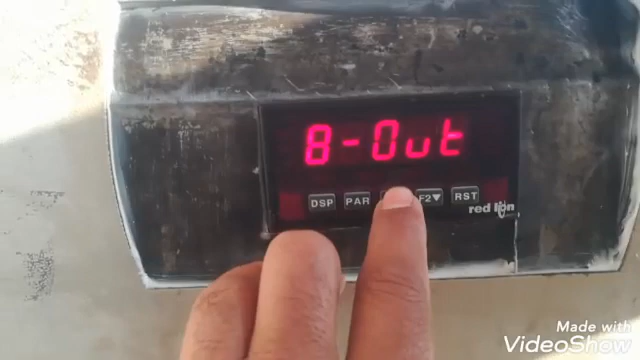 8-Out
DSP PAR F2▼ RST
red lion
Made with
VideoShow